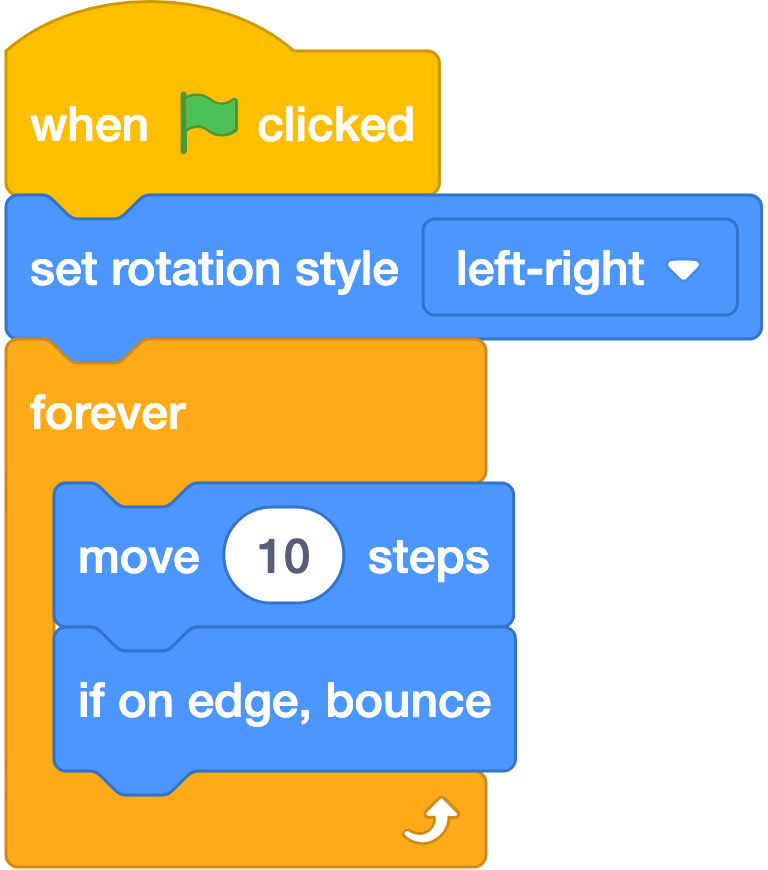 when clicked
set rotation style left-right
forever
move 10 steps
if on edge, bounce